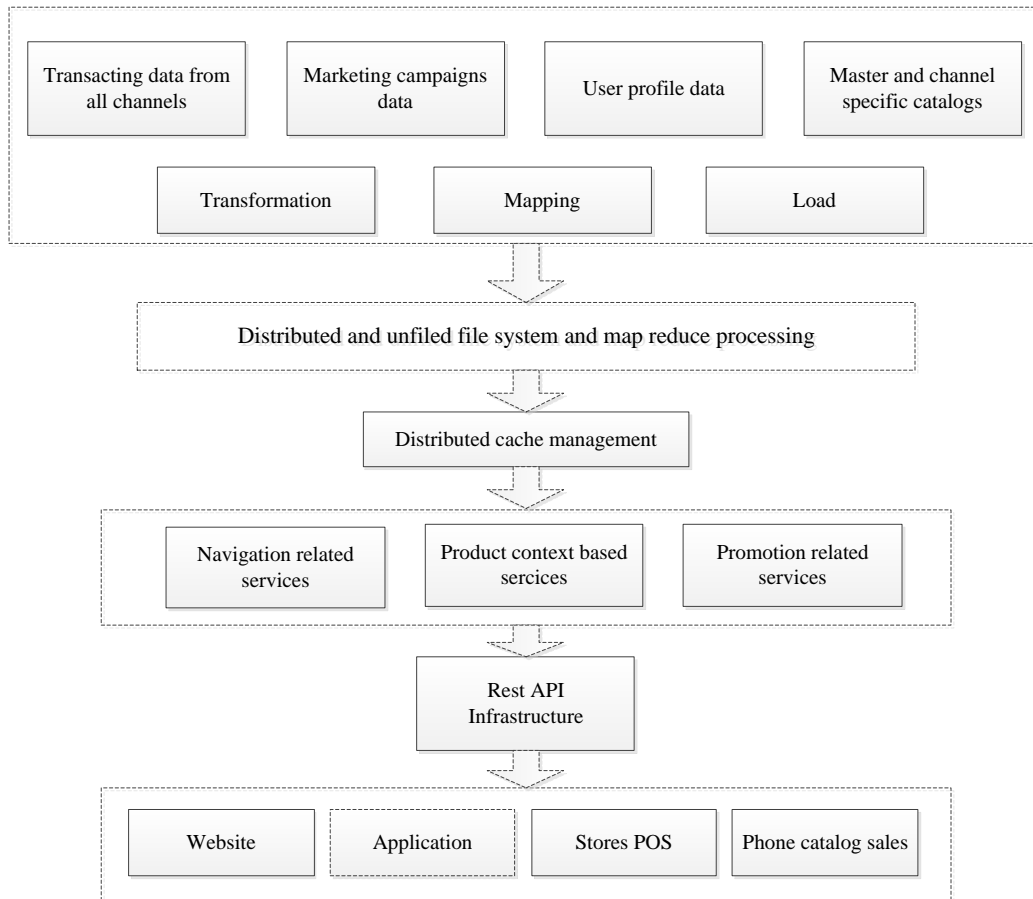 Transacting data from
all channels
Marketing campaigns
data
User profile data
Master and channel
specific catalogs
Transformation
Mapping
Load
Distributed and unfiled file system and map reduce processing
Distributed cache management
Navigation related
services
Product context based
sercices
Promotion related
services
Rest API
Infrastructure
Website
Application
Stores POS
Phone catalog sales